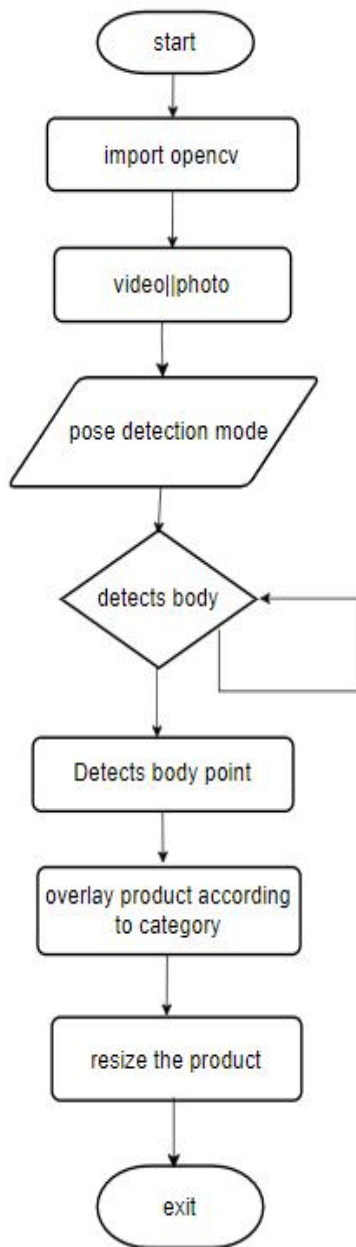 start
import opencv
video||photo
pose detection mode
detects body
Detects body point
overlay product according
to category
resize the product
exit